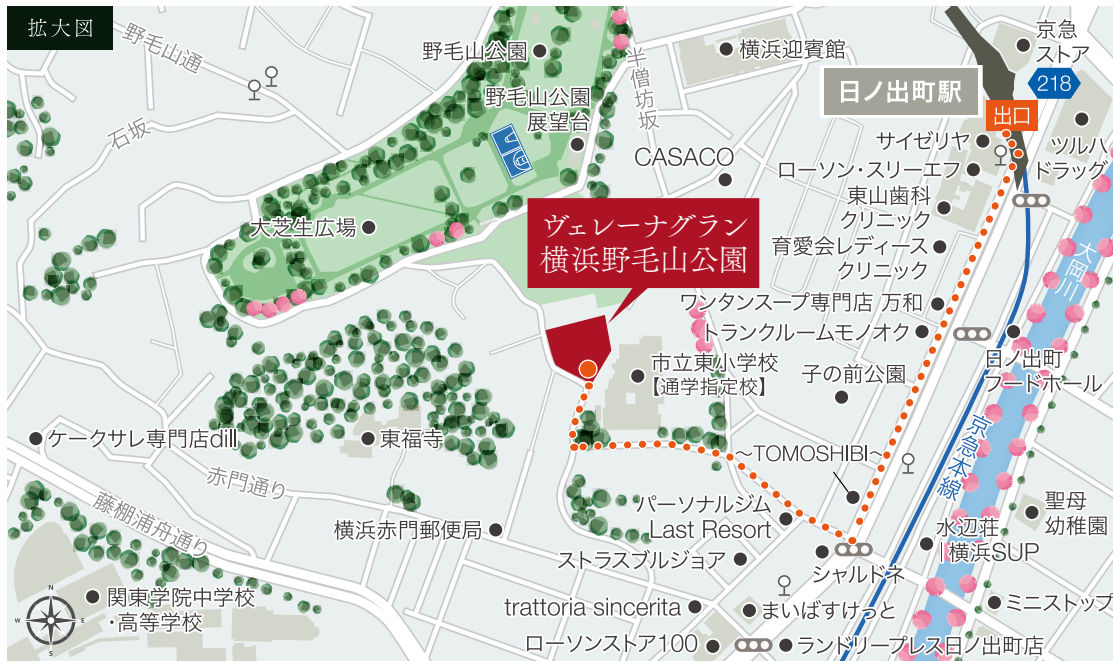 拡大図
野毛山通
石坂
野毛山公園
野毛山公園
展望台
半僧坊坂
横浜迎賓館
京急
ストア
218
日ノ出町駅
出口
ツルハ
ドラッグ
サイゼリヤ
ローソン・スリーエフ
東山歯科
クリニック
育愛会レディース
クリニック
CASACO
大芝生広場
ヴェレーナグラン
横浜野毛山公園
ワンタンスープ専門店 万和
トランクルームモノオク
大岡川
日ノ出町
フードホール
市立東小学校
【通学指定校】
子の前公園
ケークサレ専門店dill
東福寺
赤門通り
藤棚浦舟通り
～TOMOSHIBI～
京急本線
パーソナルジム
Last Resort
横浜赤門郵便局
ストラスブルジョア
シャルドネ
水辺荘
|横浜SUP
聖母
幼稚園
関東学院中学校
・高等学校
trattoria sincerita
まいばすけっと
ミニストップ
ローソンストア100
ランドリープレス日ノ出町店
N
W
E
S